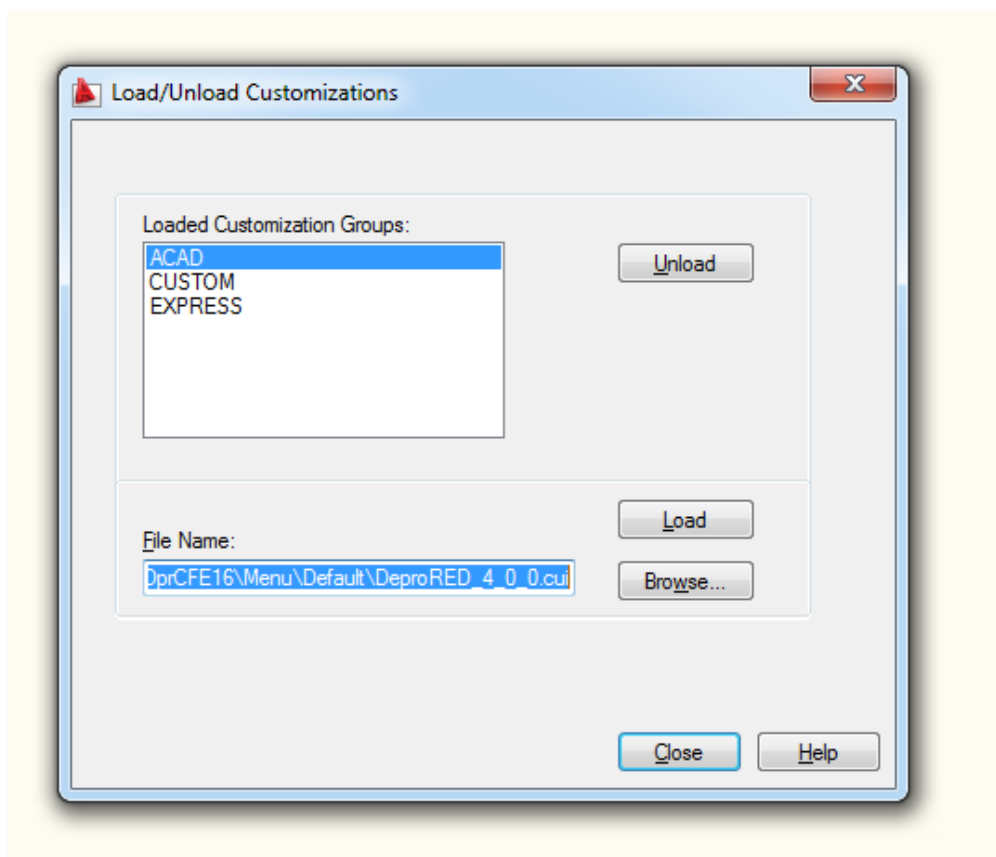 Load/Unload Customizations
Loaded Customization Groups:
ACAD
CUSTOM
EXPRESS
Unload
Load
File Name:
DprCFE16\Menu\Default\DeproRED_4_0_0.cui
Browse...
Close
Help